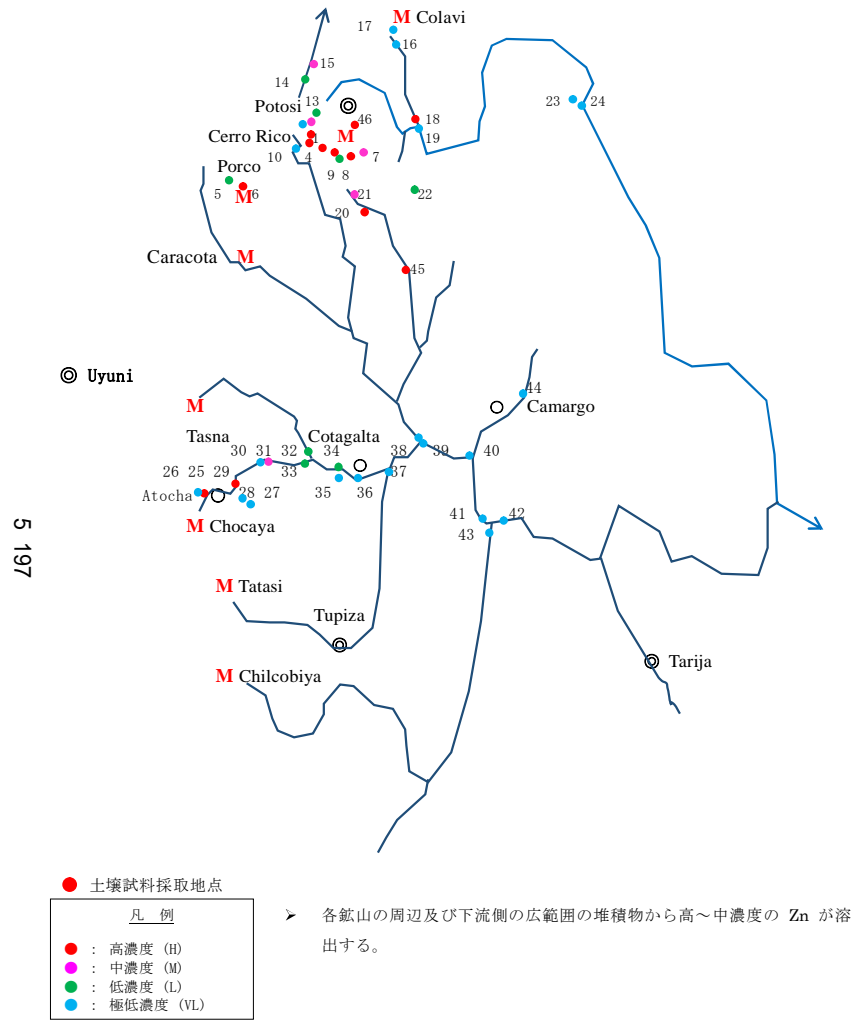 M Colavi
17
16
15
14
Potosi
13
46
18
23
24
Cerro Rico
1
M
19
10
4
7
Porco
9 8
5
6
M
21
22
20
Caracota
M
45
Uyuni
M
44
Camargo
Tasna
Cotagalta
30
31
32
34
38
39
40
26
25
29
33
37
Atocha
28
27
35
36
M Chocaya
41
42
43
5 197
M Tatasi
Tupiza
Tarija
M Chilcobiya
土壌試料採取地点
凡 例
： 高濃度 (H)
： 中濃度 (M)
： 低濃度 (L)
： 極低濃度 (VL)
➢ 各鉱山の周辺及び下流側の広範囲の堆積物から高～中濃度の Zn が溶
出する。